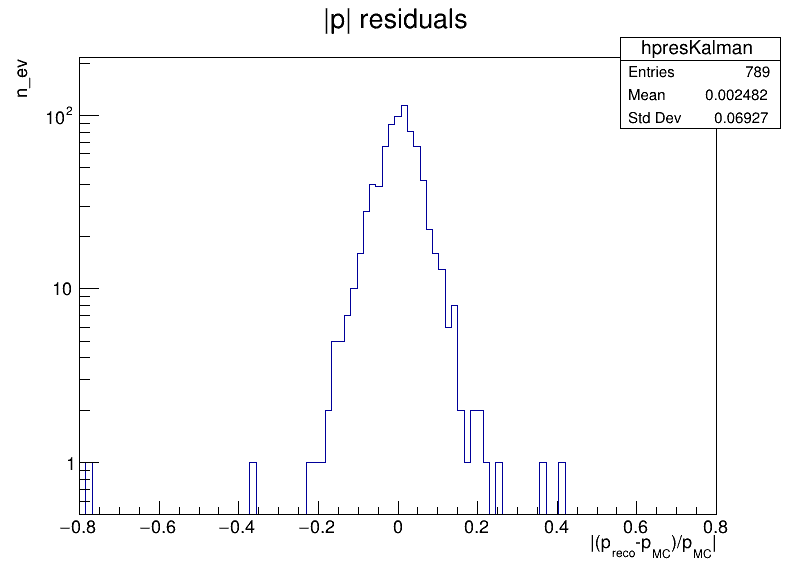 |p| residuals
hpresKalman
Entries 789
Mean 0.002482
Std Dev 0.06927
n_ev
10²
10
1
−0.8 −0.6 −0.4 −0.2 0 0.2 0.4 0.6 0.8
|(p_reco-p_MC)/p_MC|